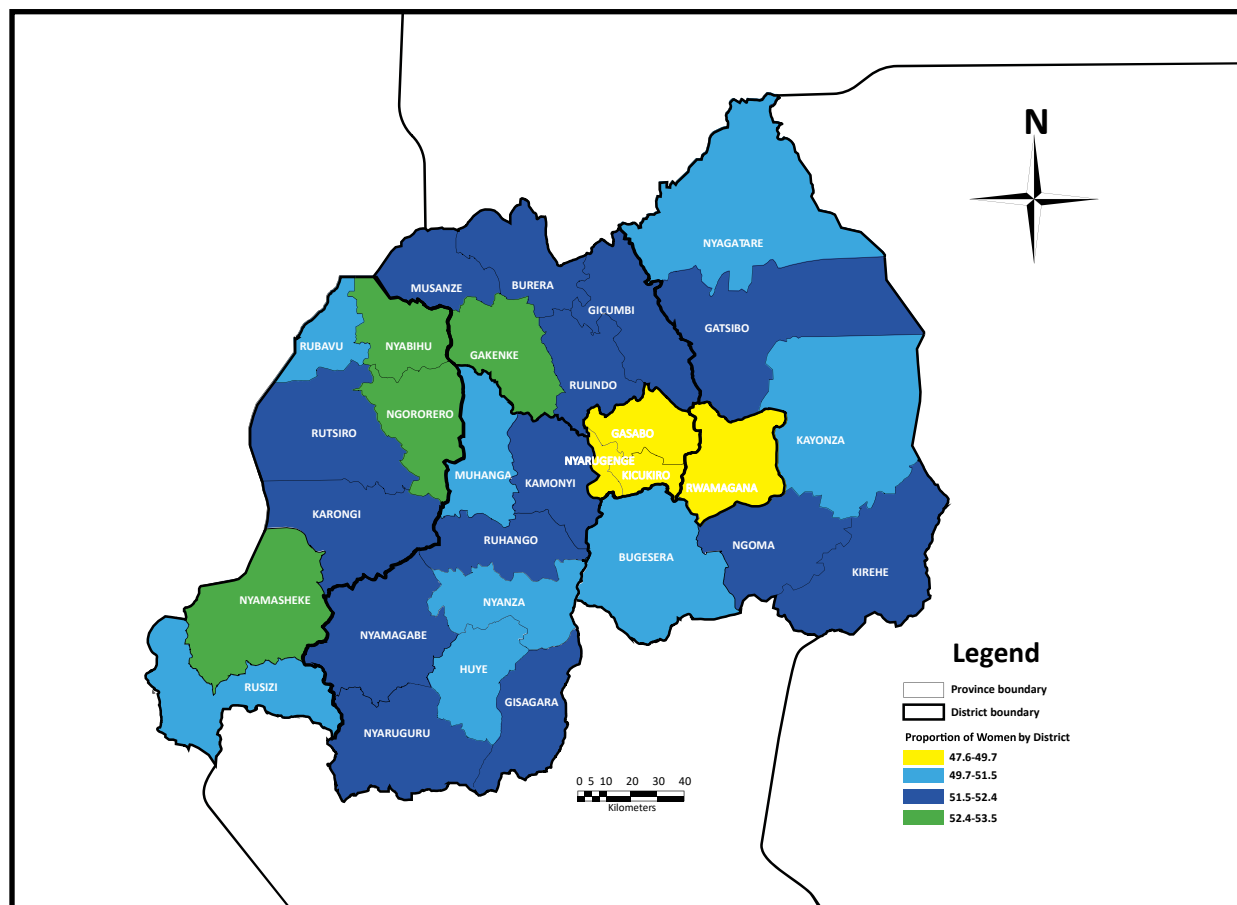 N
NYAGATARE
MUSANZE
BURERA
GICUMBI
GATSIBO
RUBAVU
NYABIHU
GAKENKE
RULINDO
NGORORERO
RUTSIRO
GASABO
KAYONZA
NYARUGENGE
MUHANGA
KICUKIRO
KAMONYI
RWAMAGANA
KARONGI
RUHANGO
NGOMA
BUGESERA
KIREHE
NYAMASHEKE
NYANZA
NYAMAGABE
HUYE
RUSIZI
GISAGARA
NYARUGURU
Legend
Province boundary
District boundary
Proportion of Women by District
47.6-49.7
49.7-51.5
51.5-52.4
52.4-53.5
0 5 10 20 30 40
Kilometers